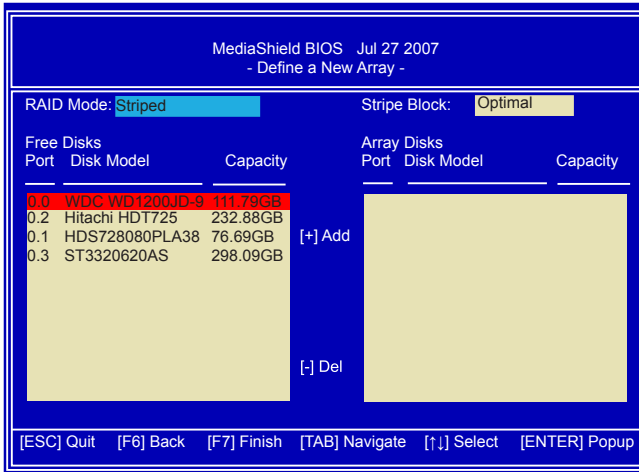 MediaShield BIOS Jul 27 2007
- Define a New Array -
RAID Mode: Striped
Stripe Block: Optimal
Free Disks
Port Disk Model Capacity
0.0 WDC WD1200JD-9 111.79GB
0.2 Hitachi HDT725 232.88GB
0.1 HDS728080PLA38 76.69GB
0.3 ST3320620AS 298.09GB
[+] Add
[-] Del
Array Disks
Port Disk Model Capacity
[ESC] Quit [F6] Back [F7] Finish [TAB] Navigate [↑↓] Select [ENTER] Popup